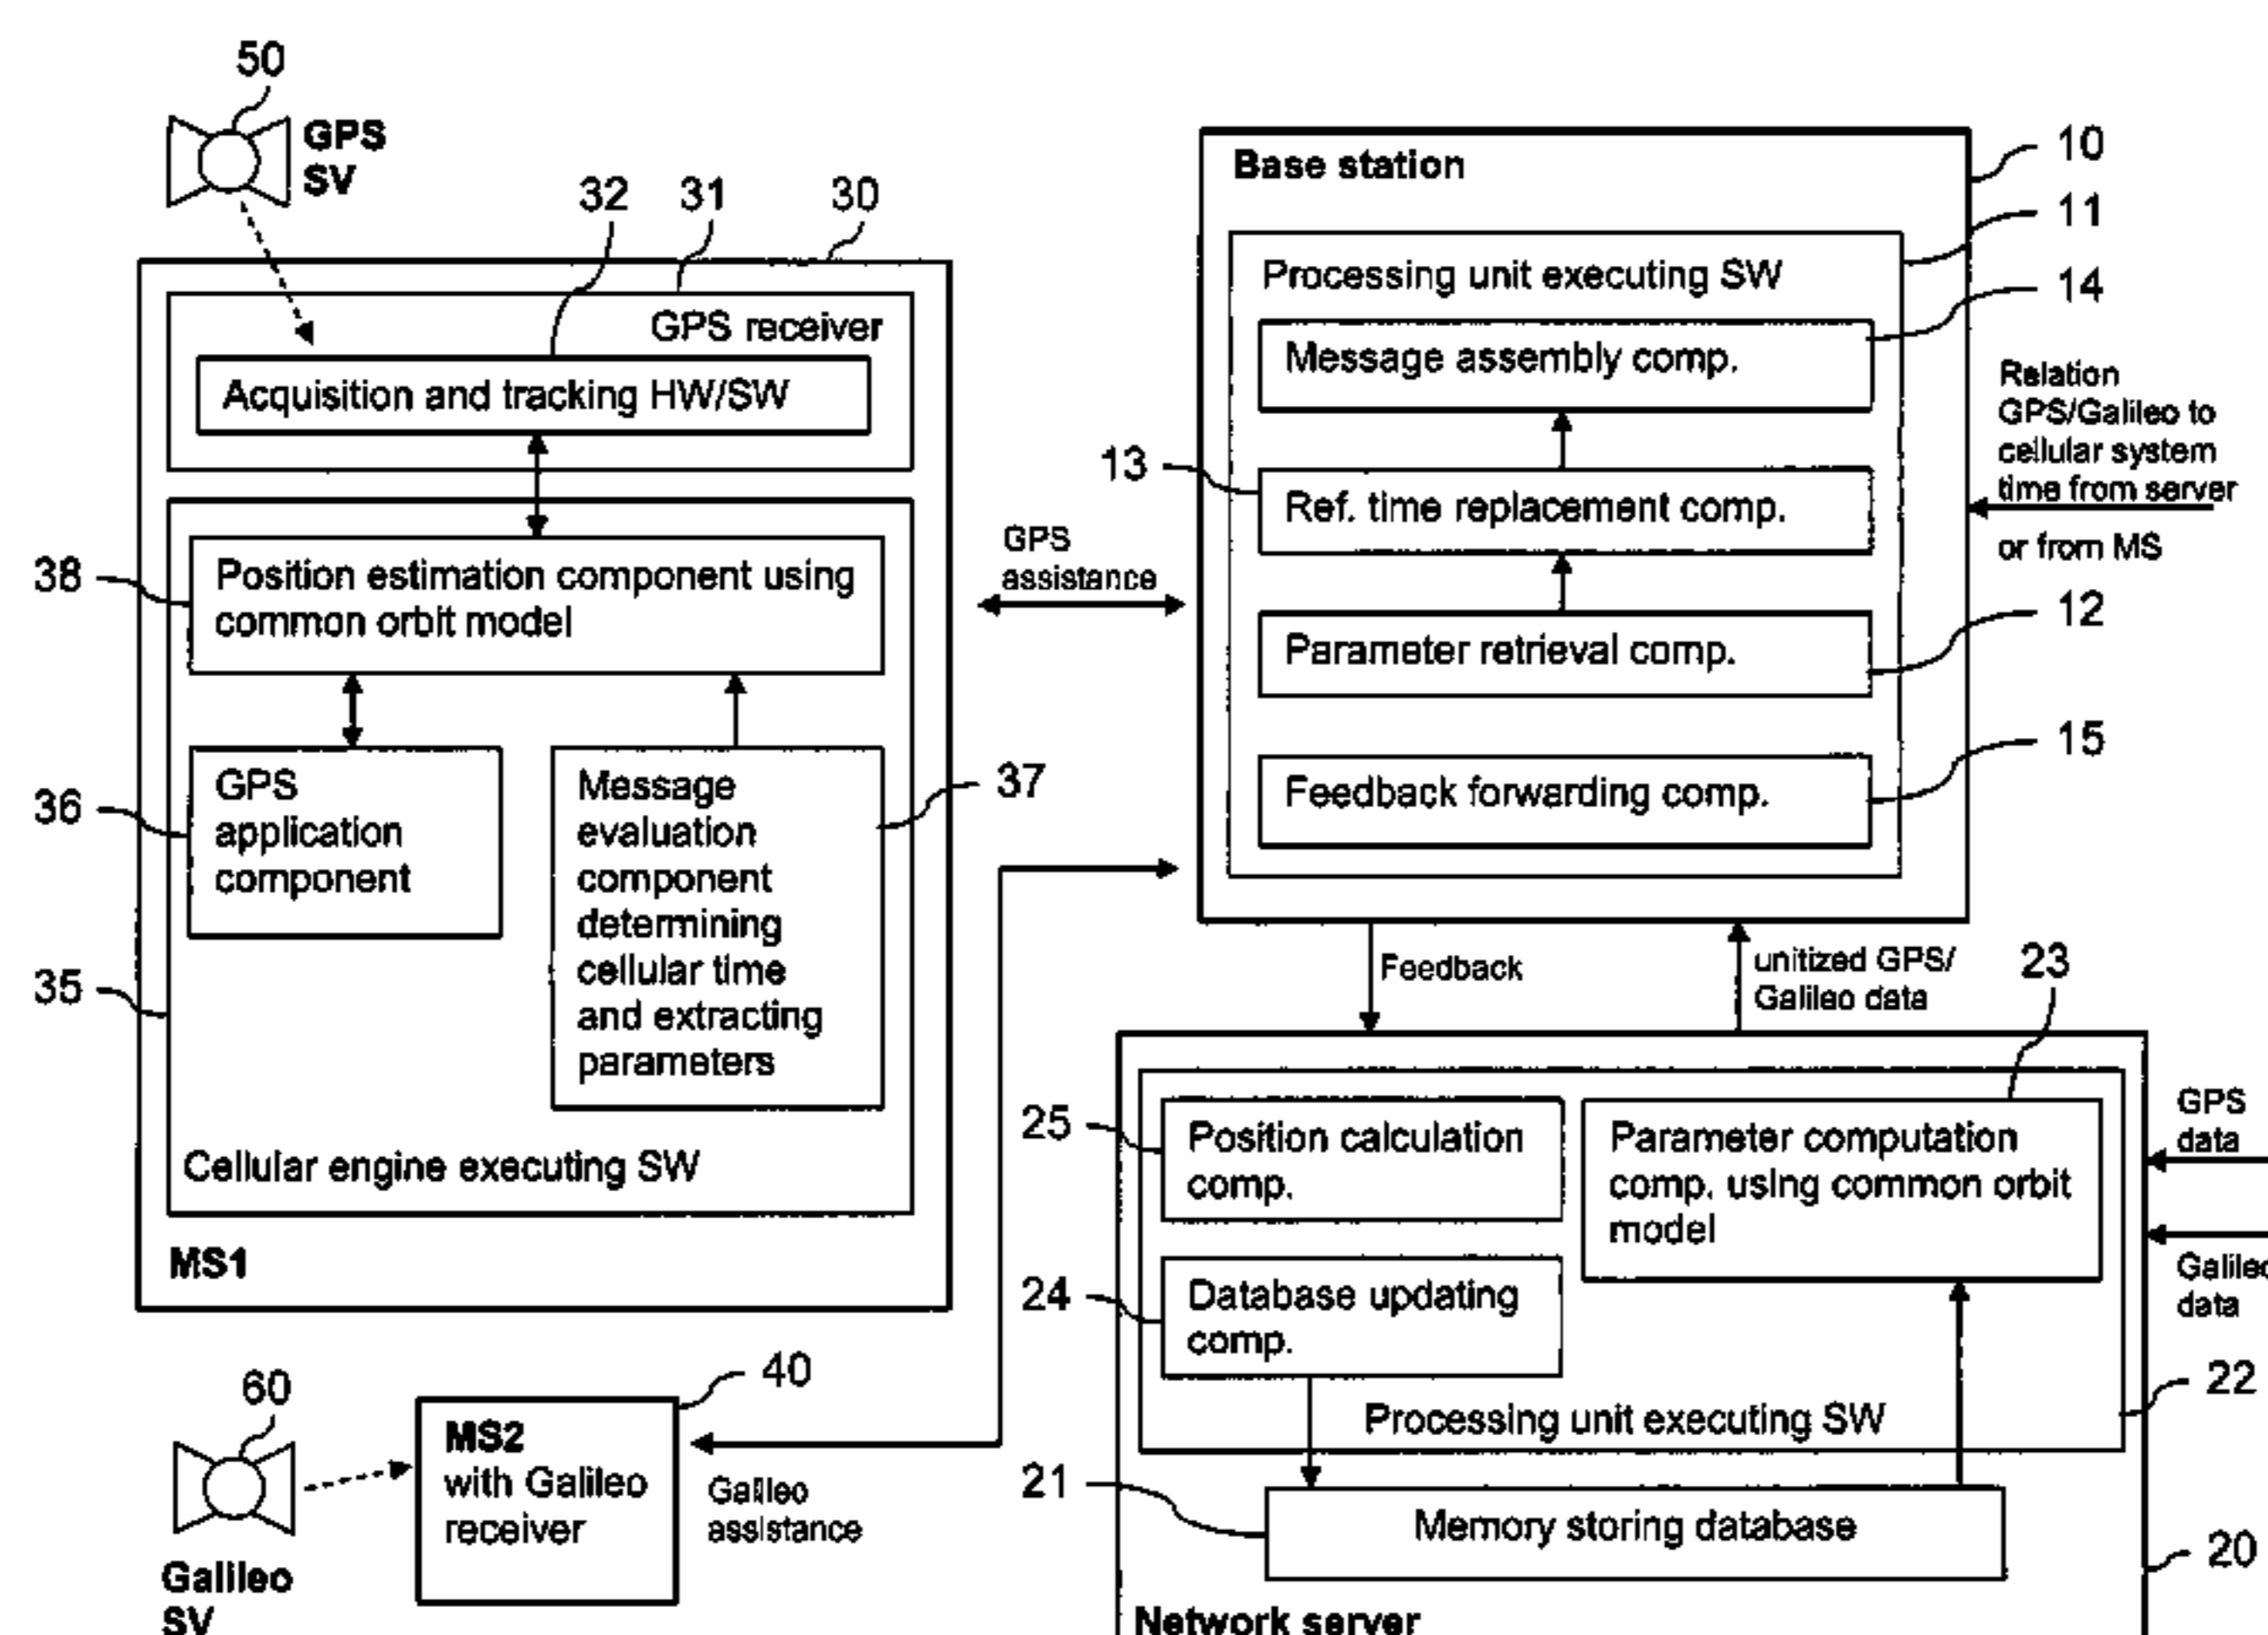 50
GPS
SV
32
31
30
GPS receiver
Acquisition and tracking HW/SW
38
Position estimation component using
common orbit model
36
GPS
application
component
Message
evaluation
component
determining
cellular time
and extracting
parameters
37
35
Cellular engine executing SW
MS1
GPS
assistance
Base station
10
11
Processing unit executing SW
14
Message assembly comp.
13
Ref. time replacement comp.
12
Parameter retrieval comp.
15
Feedback forwarding comp.
Relation
GPS/Galileo to
cellular system
time from server
or from MS
Feedback
unitized GPS/
Galileo data
23
25
Position calculation
comp.
Parameter computation
comp. using common orbit
model
24
Database updating
comp.
Processing unit executing SW
22
21
Memory storing database
20
Network server
GPS
data
Galileo
data
60
Galileo
SV
40
MS2
with Galileo
receiver
Galileo
assistance